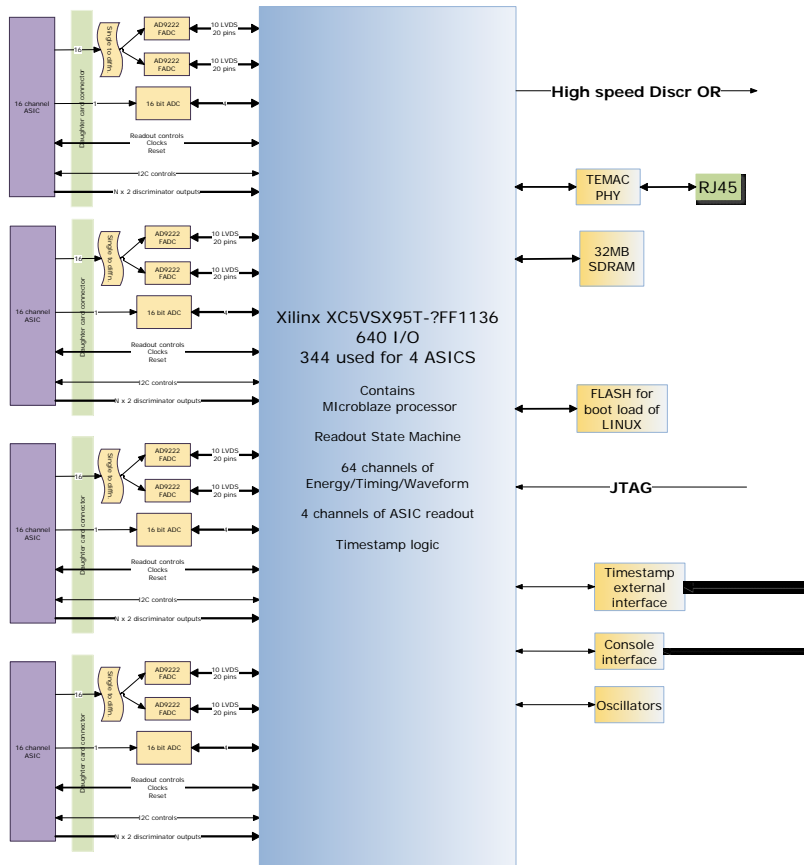 16 channel
ASIC
Daughter card connector
16
Single to diffn.
AD9222
FADC
10 LVDS
20 pins
AD9222
FADC
10 LVDS
20 pins
1
16 bit ADC
4
Readout controls
Clocks
Reset
I2C controls
N x 2 discriminator outputs
16 channel
ASIC
Daughter card connector
16
Single to diffn.
AD9222
FADC
10 LVDS
20 pins
AD9222
FADC
10 LVDS
20 pins
1
16 bit ADC
4
Readout controls
Clocks
Reset
I2C controls
N x 2 discriminator outputs
16 channel
ASIC
Daughter card connector
16
Single to diffn.
AD9222
FADC
10 LVDS
20 pins
AD9222
FADC
10 LVDS
20 pins
1
16 bit ADC
4
Readout controls
Clocks
Reset
I2C controls
N x 2 discriminator outputs
16 channel
ASIC
Daughter card connector
16
Single to diffn.
AD9222
FADC
10 LVDS
20 pins
AD9222
FADC
10 LVDS
20 pins
1
16 bit ADC
4
Readout controls
Clocks
Reset
I2C controls
N x 2 discriminator outputs
Xilinx XC5VSX95T-?FF1136
640 I/O
344 used for 4 ASICS
Contains
MIcroblaze processor
Readout State Machine
64 channels of
Energy/Timing/Waveform
4 channels of ASIC readout
Timestamp logic
High speed Discr OR
TEMAC
PHY
RJ45
32MB
SDRAM
FLASH for
boot load of
LINUX
JTAG
Timestamp
external
interface
Console
interface
Oscillators